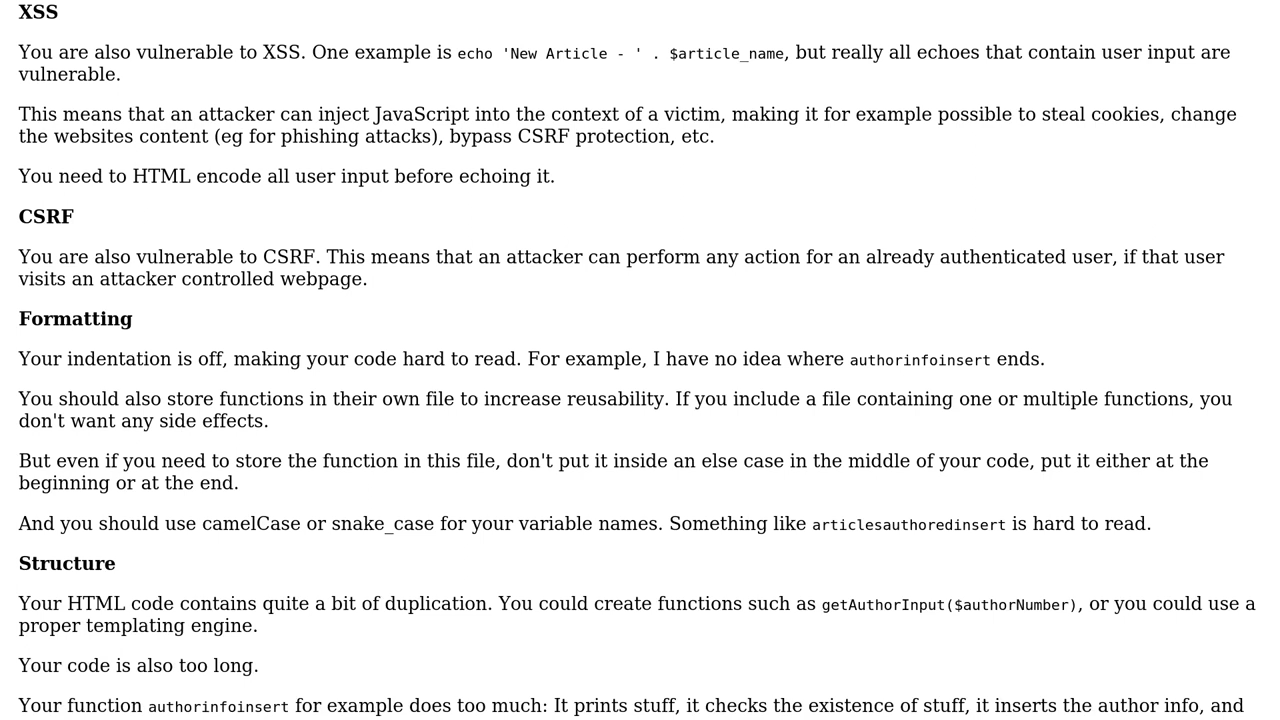 XSS
You are also vulnerable to XSS. One example is echo 'New Article - ' . $article_name, but really all echoes that contain user input are
vulnerable.
This means that an attacker can inject JavaScript into the context of a victim, making it for example possible to steal cookies, change
the websites content (eg for phishing attacks), bypass CSRF protection, etc.
You need to HTML encode all user input before echoing it.
CSRF
You are also vulnerable to CSRF. This means that an attacker can perform any action for an already authenticated user, if that user
visits an attacker controlled webpage.
Formatting
Your indentation is off, making your code hard to read. For example, I have no idea where authorinfoinsert ends.
You should also store functions in their own file to increase reusability. If you include a file containing one or multiple functions, you
don't want any side effects.
But even if you need to store the function in this file, don't put it inside an else case in the middle of your code, put it either at the
beginning or at the end.
And you should use camelCase or snake_case for your variable names. Something like articlesauthoredinsert is hard to read.
Structure
Your HTML code contains quite a bit of duplication. You could create functions such as getAuthorInput($authorNumber), or you could use a
proper templating engine.
Your code is also too long.
Your function authorinfoinsert for example does too much: It prints stuff, it checks the existence of stuff, it inserts the author info, and